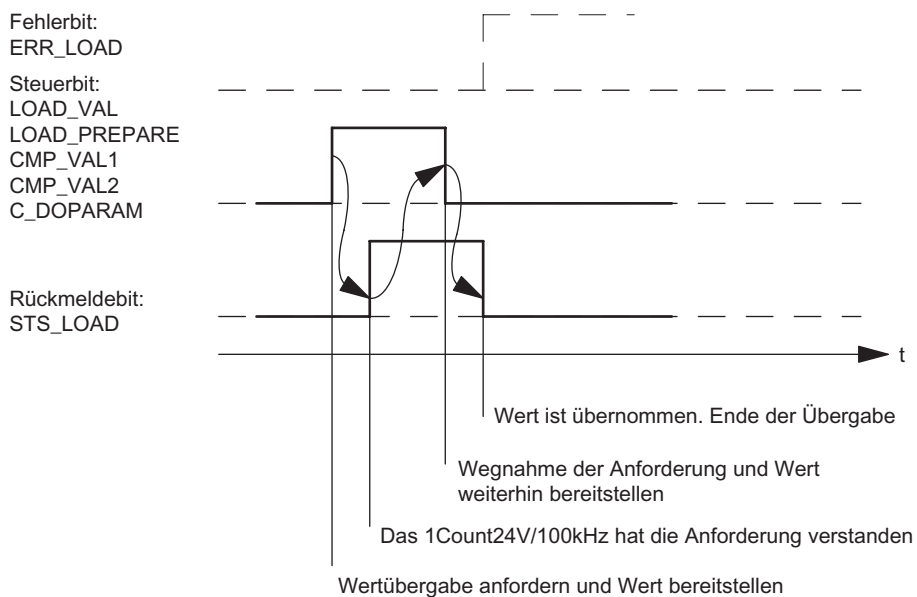 Fehlerbit:
ERR_LOAD
Steuerbit:
LOAD_VAL
LOAD_PREPARE
CMP_VAL1
CMP_VAL2
C_DOPARAM
Rückmeldebit:
STS_LOAD
t
Wert ist übernommen. Ende der Übergabe
Wegnahme der Anforderung und Wert
weiterhin bereitstellen
Das 1Count24V/100kHz hat die Anforderung verstanden
Wertübergabe anfordern und Wert bereitstellen